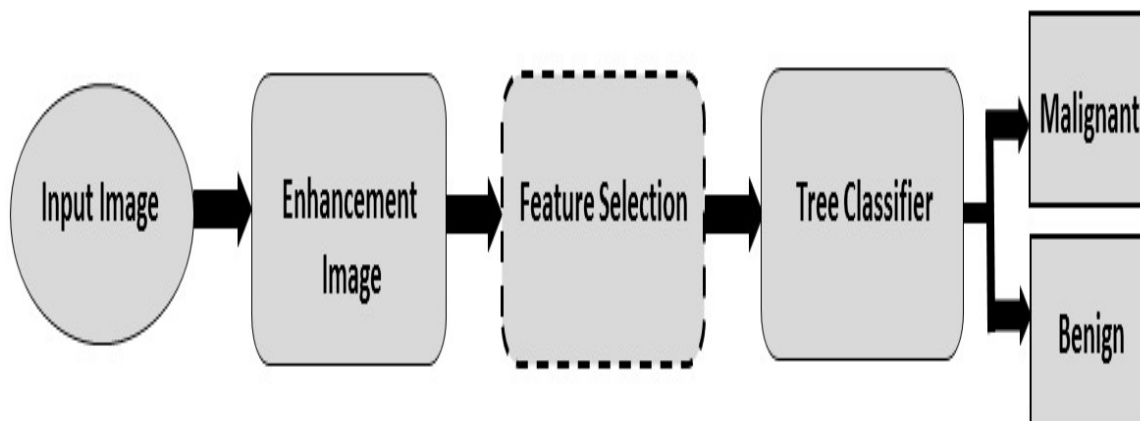 Input Image
Enhancement
Image
Feature Selection
Tree Classifier
Malignant
Benign